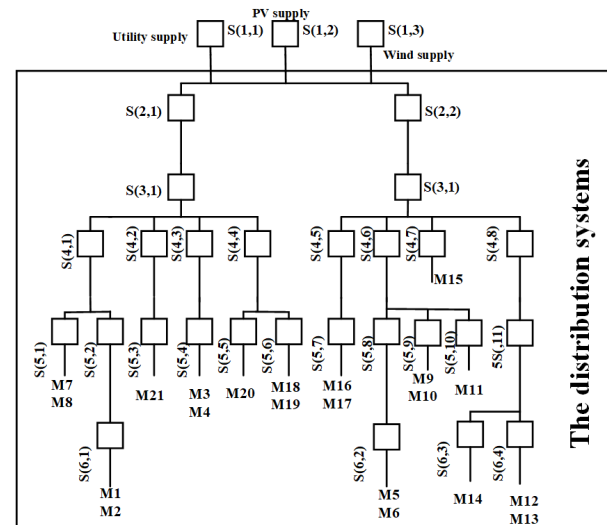 PV supply
Utility supply
S(1,1)
S(1,2)
S(1,3)
Wind supply
S(2,1)
S(2,2)
S(3,1)
S(3,1)
S(4,1)
S(4,2)
S(4,3)
S(4,4)
S(4,5)
S(4,6)
S(4,7)
S(4,8)
M15
S(5,1)
S(5,2)
S(5,3)
S(5,4)
S(5,5)
S(5,6)
S(5,7)
S(5,8)
S(5,9)
S(5,10)
5S(,11)
M7
M8
M21
M3
M4
M20
M18
M19
M16
M17
M9
M10
M11
S(6,1)
S(6,2)
S(6,3)
S(6,4)
M1
M2
M5
M6
M14
M12
M13
The distribution systems